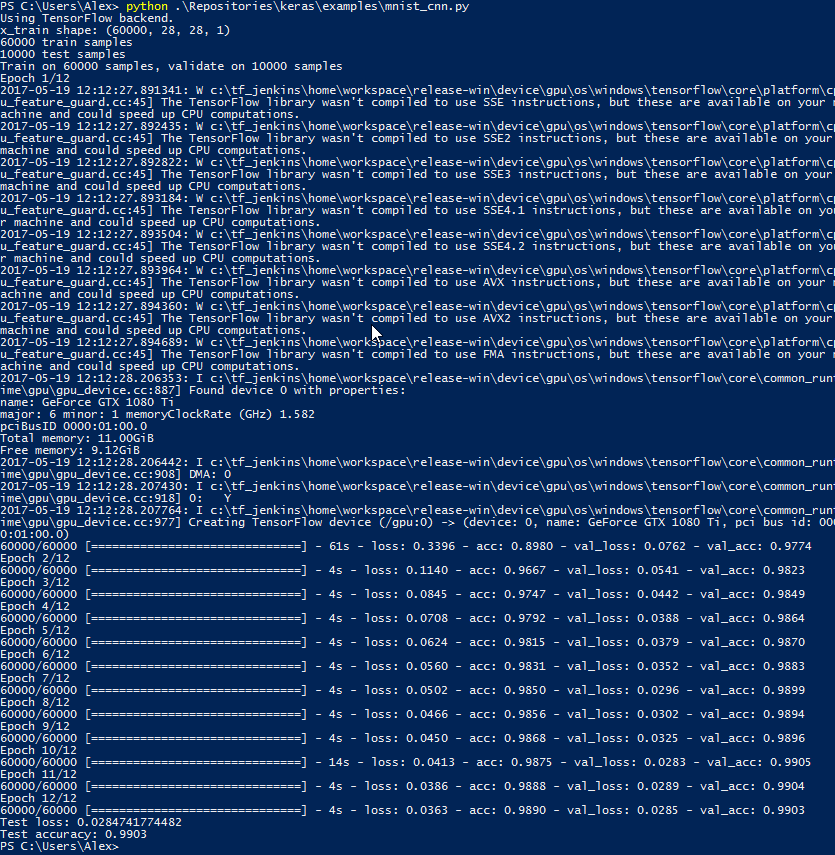 PS C:\Users\Alex> python .\Repositories\keras\examples\mnist_cnn.py
Using TensorFlow backend.
x_train shape: (60000, 28, 28, 1)
60000 train samples
10000 test samples
Train on 60000 samples, validate on 10000 samples
Epoch 1/12
2017-05-19 12:12:27.891341: W c:\tf_jenkins\home\workspace\release-win\device\gpu\os\windows\tensorflow\core\platform\cp
u_feature_guard.cc:45] The TensorFlow library wasn't compiled to use SSE instructions, but these are available on your m
achine and could speed up CPU computations.
2017-05-19 12:12:27.892435: W c:\tf_jenkins\home\workspace\release-win\device\gpu\os\windows\tensorflow\core\platform\cp
u_feature_guard.cc:45] The TensorFlow library wasn't compiled to use SSE2 instructions, but these are available on your
machine and could speed up CPU computations.
2017-05-19 12:12:27.892822: W c:\tf_jenkins\home\workspace\release-win\device\gpu\os\windows\tensorflow\core\platform\cp
u_feature_guard.cc:45] The TensorFlow library wasn't compiled to use SSE3 instructions, but these are available on your
machine and could speed up CPU computations.
2017-05-19 12:12:27.893184: W c:\tf_jenkins\home\workspace\release-win\device\gpu\os\windows\tensorflow\core\platform\cp
u_feature_guard.cc:45] The TensorFlow library wasn't compiled to use SSE4.1 instructions, but these are available on you
r machine and could speed up CPU computations.
2017-05-19 12:12:27.893504: W c:\tf_jenkins\home\workspace\release-win\device\gpu\os\windows\tensorflow\core\platform\cp
u_feature_guard.cc:45] The TensorFlow library wasn't compiled to use SSE4.2 instructions, but these are available on you
r machine and could speed up CPU computations.
2017-05-19 12:12:27.893964: W c:\tf_jenkins\home\workspace\release-win\device\gpu\os\windows\tensorflow\core\platform\cp
u_feature_guard.cc:45] The TensorFlow library wasn't compiled to use AVX instructions, but these are available on your m
achine and could speed up CPU computations.
2017-05-19 12:12:27.894360: W c:\tf_jenkins\home\workspace\release-win\device\gpu\os\windows\tensorflow\core\platform\cp
u_feature_guard.cc:45] The TensorFlow library wasn't compiled to use AVX2 instructions, but these are available on your
machine and could speed up CPU computations.
2017-05-19 12:12:27.894689: W c:\tf_jenkins\home\workspace\release-win\device\gpu\os\windows\tensorflow\core\platform\cp
u_feature_guard.cc:45] The TensorFlow library wasn't compiled to use FMA instructions, but these are available on your m
achine and could speed up CPU computations.
2017-05-19 12:12:28.206353: I c:\tf_jenkins\home\workspace\release-win\device\gpu\os\windows\tensorflow\core\common_runt
ime\gpu\gpu_device.cc:887] Found device 0 with properties:
name: GeForce GTX 1080 Ti
major: 6 minor: 1 memoryClockRate (GHz) 1.582
pciBusID 0000:01:00.0
Total memory: 11.00GiB
Free memory: 9.12GiB
2017-05-19 12:12:28.206442: I c:\tf_jenkins\home\workspace\release-win\device\gpu\os\windows\tensorflow\core\common_runt
ime\gpu\gpu_device.cc:908] DMA: 0
2017-05-19 12:12:28.207430: I c:\tf_jenkins\home\workspace\release-win\device\gpu\os\windows\tensorflow\core\common_runt
ime\gpu\gpu_device.cc:918] 0:   Y
2017-05-19 12:12:28.207764: I c:\tf_jenkins\home\workspace\release-win\device\gpu\os\windows\tensorflow\core\common_runt
ime\gpu\gpu_device.cc:977] Creating TensorFlow device (/gpu:0) -> (device: 0, name: GeForce GTX 1080 Ti, pci bus id: 000
0:01:00.0)
60000/60000 [==============================] - 61s - loss: 0.3396 - acc: 0.8980 - val_loss: 0.0762 - val_acc: 0.9774
Epoch 2/12
60000/60000 [==============================] - 4s - loss: 0.1140 - acc: 0.9667 - val_loss: 0.0541 - val_acc: 0.9823
Epoch 3/12
60000/60000 [==============================] - 4s - loss: 0.0845 - acc: 0.9747 - val_loss: 0.0442 - val_acc: 0.9849
Epoch 4/12
60000/60000 [==============================] - 4s - loss: 0.0708 - acc: 0.9792 - val_loss: 0.0388 - val_acc: 0.9864
Epoch 5/12
60000/60000 [==============================] - 4s - loss: 0.0624 - acc: 0.9815 - val_loss: 0.0379 - val_acc: 0.9870
Epoch 6/12
60000/60000 [==============================] - 4s - loss: 0.0560 - acc: 0.9831 - val_loss: 0.0352 - val_acc: 0.9883
Epoch 7/12
60000/60000 [==============================] - 4s - loss: 0.0502 - acc: 0.9850 - val_loss: 0.0296 - val_acc: 0.9899
Epoch 8/12
60000/60000 [==============================] - 4s - loss: 0.0466 - acc: 0.9856 - val_loss: 0.0302 - val_acc: 0.9894
Epoch 9/12
60000/60000 [==============================] - 4s - loss: 0.0450 - acc: 0.9868 - val_loss: 0.0325 - val_acc: 0.9896
Epoch 10/12
60000/60000 [==============================] - 14s - loss: 0.0413 - acc: 0.9875 - val_loss: 0.0283 - val_acc: 0.9905
Epoch 11/12
60000/60000 [==============================] - 4s - loss: 0.0386 - acc: 0.9888 - val_loss: 0.0289 - val_acc: 0.9904
Epoch 12/12
60000/60000 [==============================] - 4s - loss: 0.0363 - acc: 0.9890 - val_loss: 0.0285 - val_acc: 0.9903
Test loss: 0.0284741774482
Test accuracy: 0.9903
PS C:\Users\Alex>